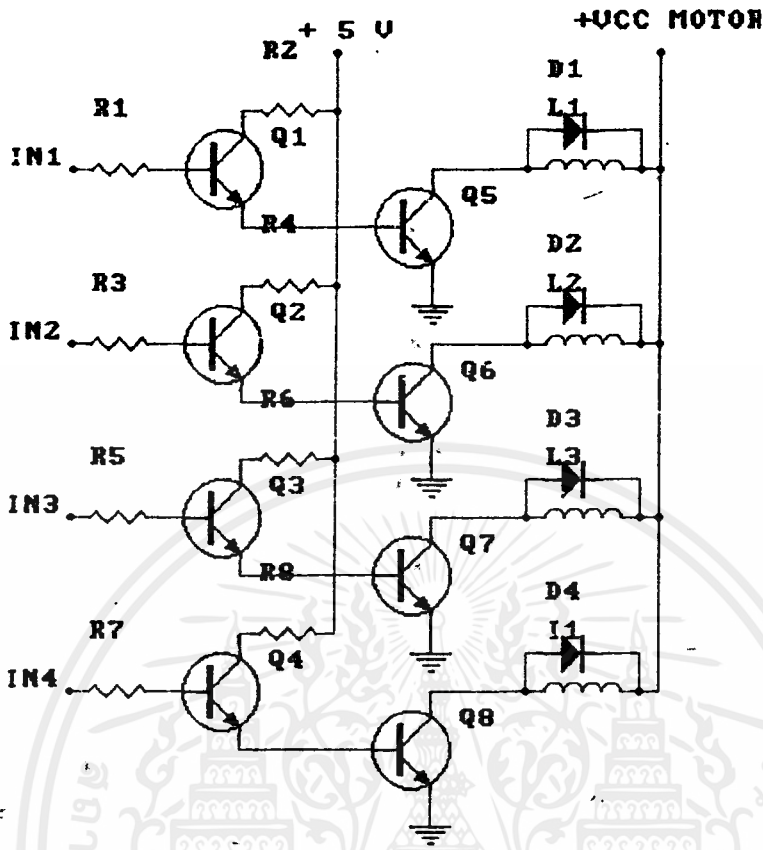 R2 + 5 V
+VCC MOTOR
D1
R1
L1
Q1
IN1
Q5
R4
D2
R3
L2
Q2
IN2
Q6
R6
D3
R5
L3
Q3
IN3
Q7
R8
D4
R7
I1
Q4
IN4
Q8